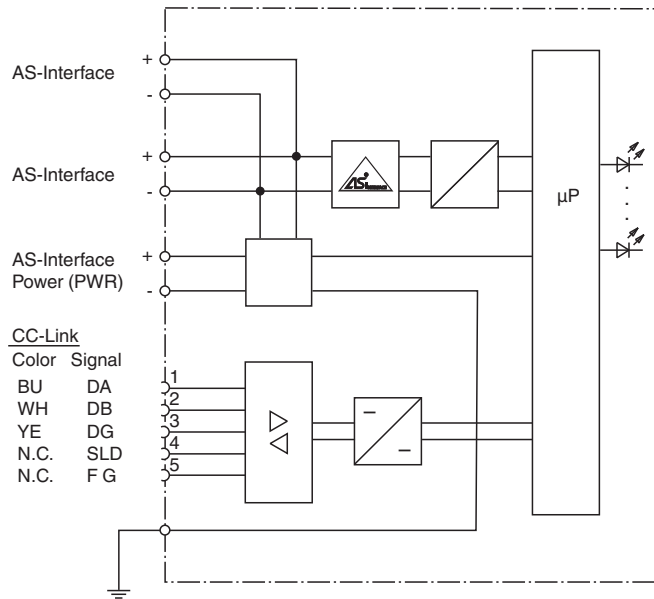 AS-Interface
+
-
AS-Interface
+
-
AS-Interface
Power (PWR)
+
-
µP
CC-Link
Color Signal
BU DA 1
WH DB 2
YE DG 3
N.C. SLD 4
N.C. F G 5